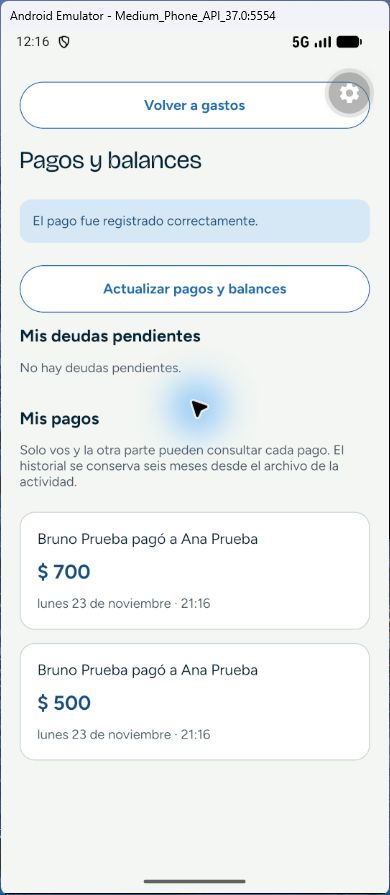 Android Emulator - Medium_Phone_API_37.0:5554
12:16
5G
Volver a gastos
Pagos y balances
El pago fue registrado correctamente.
Actualizar pagos y balances
Mis deudas pendientes
No hay deudas pendientes.
Mis pagos
Solo vos y la otra parte pueden consultar cada pago. El
historial se conserva seis meses desde el archivo de la
actividad.
Bruno Prueba pagó a Ana Prueba
$ 700
lunes 23 de noviembre · 21:16
Bruno Prueba pagó a Ana Prueba
$ 500
lunes 23 de noviembre · 21:16